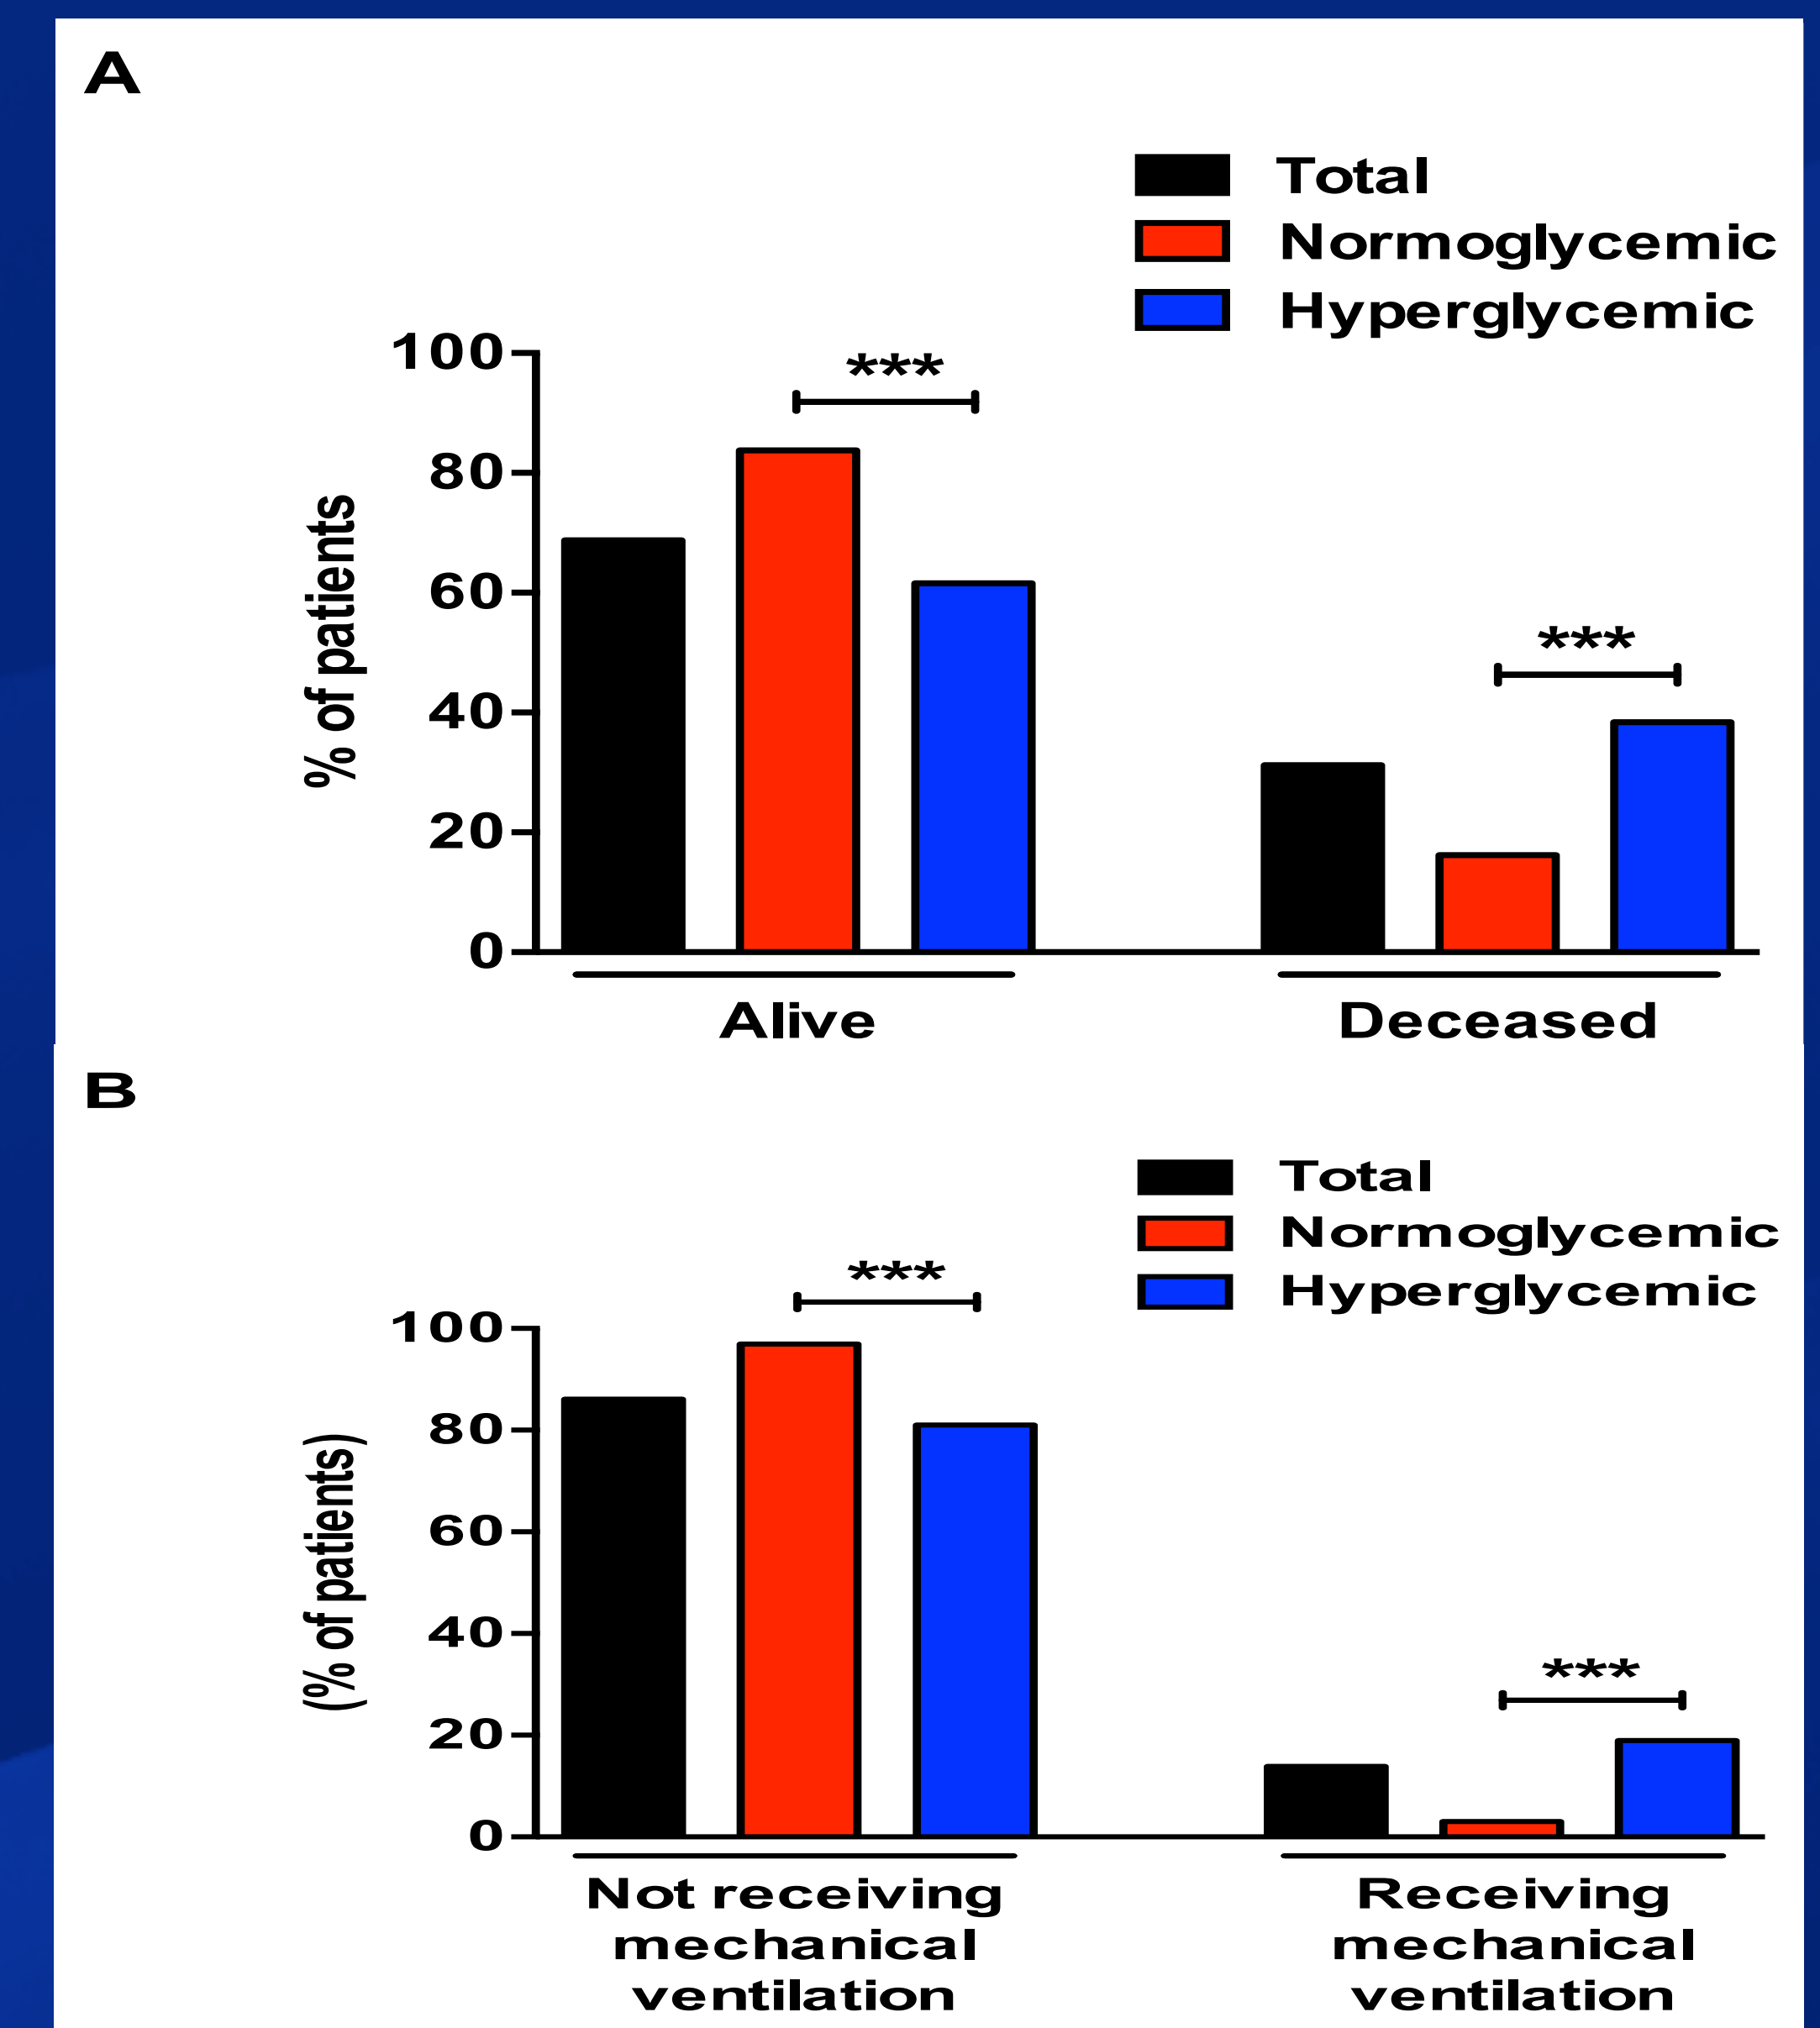 A
Total
Normoglycemic
Hyperglycemic
100
80
60
40
20
0
% of patients
***
***
Alive
Deceased
B
Total
Normoglycemic
Hyperglycemic
100
80
60
40
20
0
(% of patients)
***
***
Not receiving
mechanical
ventilation
Receiving
mechanical
ventilation